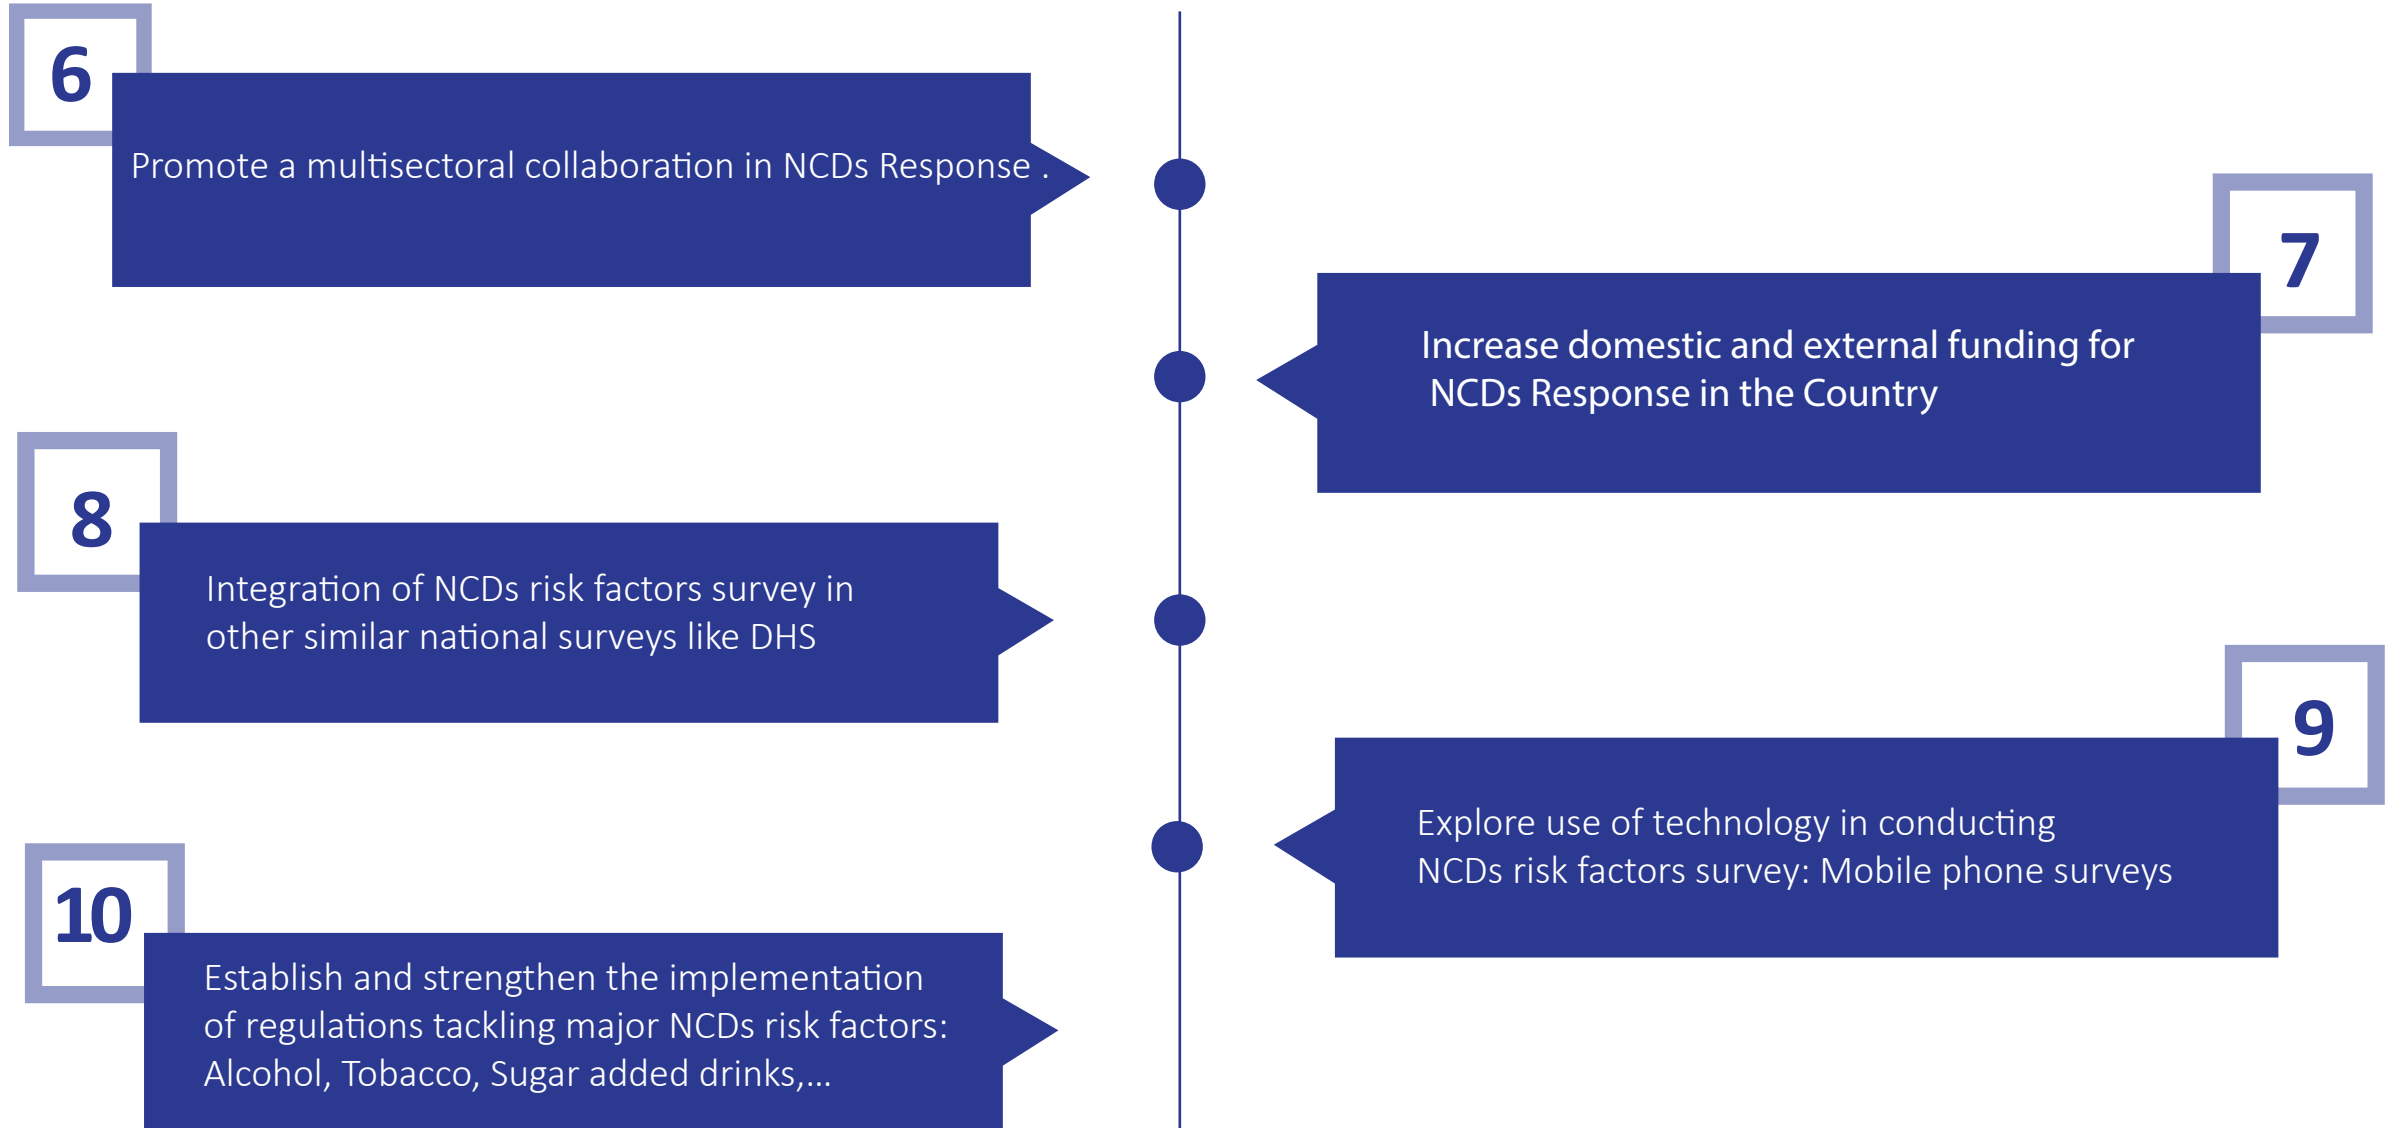 6
Promote a multisectoral collaboration in NCDs Response .
7
Increase domestic and external funding for
NCDs Response in the Country
8
Integration of NCDs risk factors survey in
other similar national surveys like DHS
9
Explore use of technology in conducting
NCDs risk factors survey: Mobile phone surveys
10
Establish and strengthen the implementation
of regulations tackling major NCDs risk factors:
Alcohol, Tobacco, Sugar added drinks,...